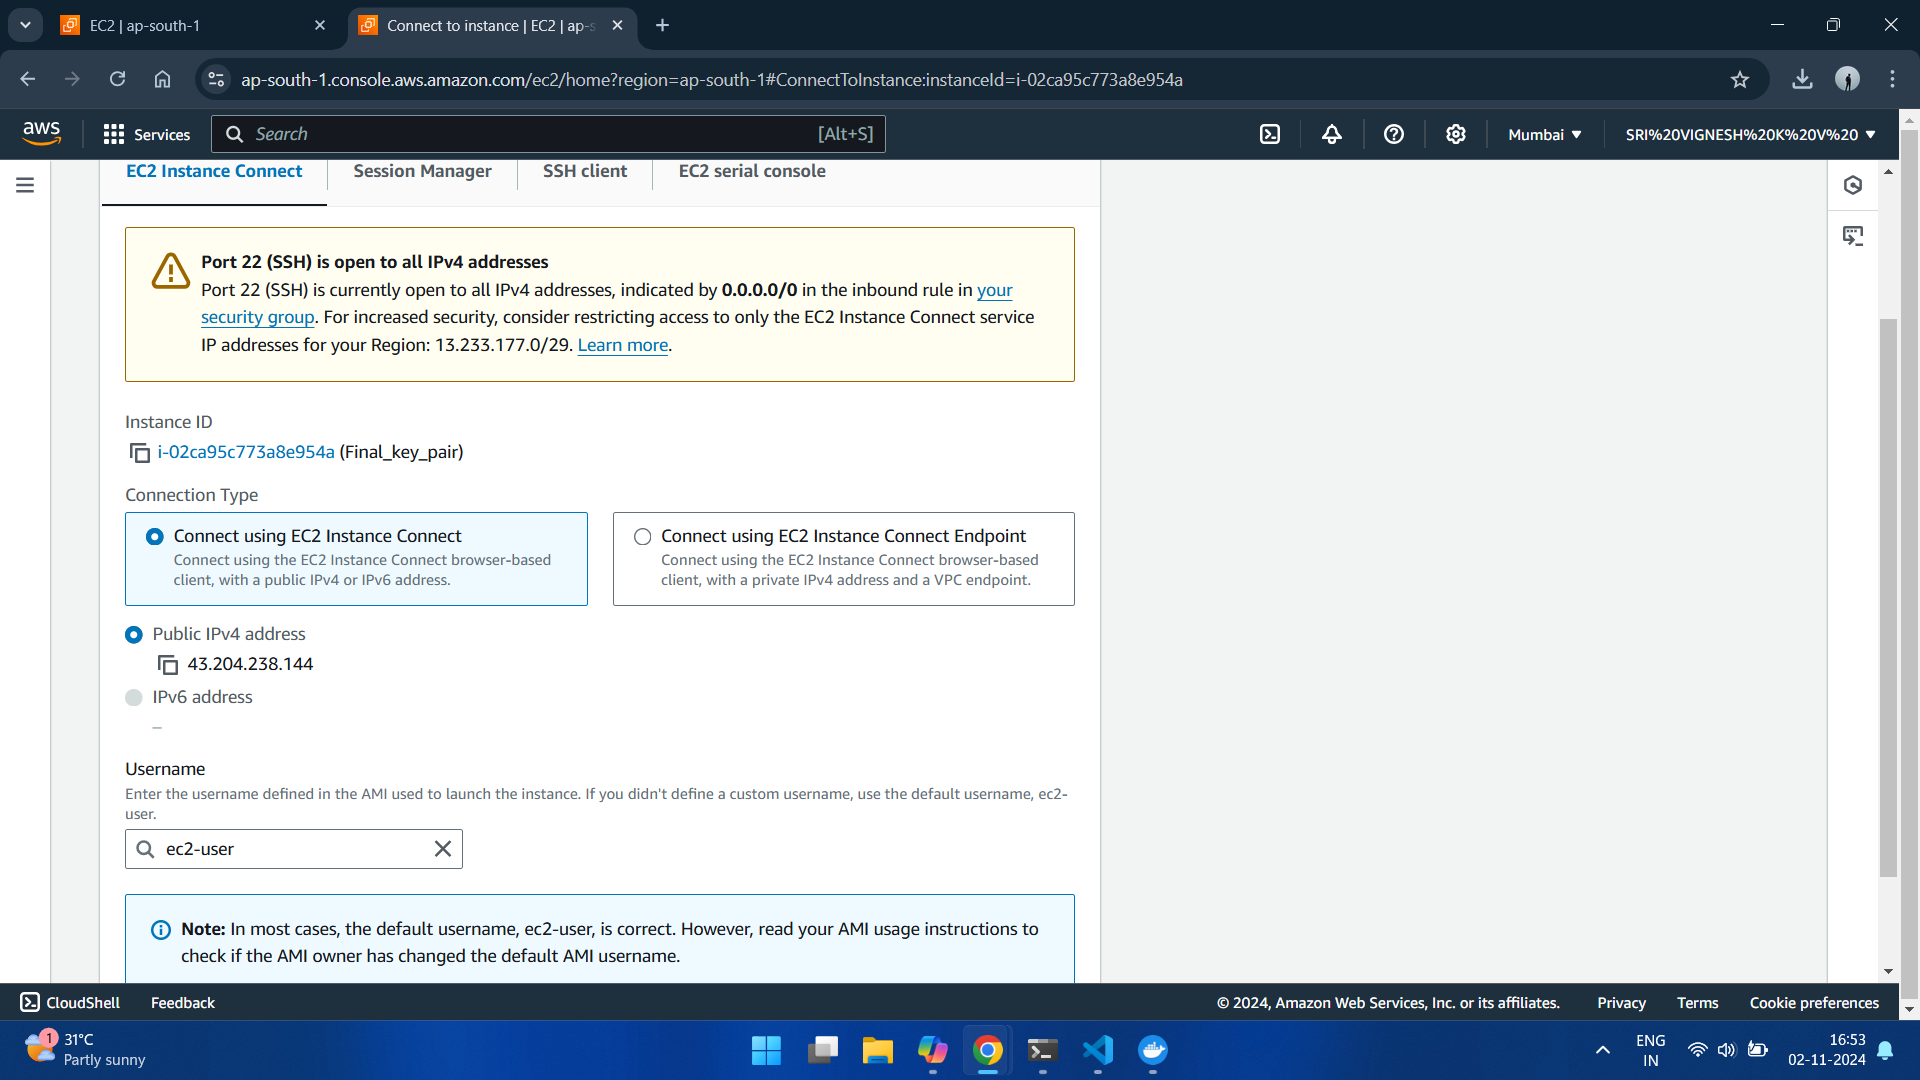 EC2 | ap-south-1
Connect to instance | EC2 | ap-s
ap-south-1.console.aws.amazon.com/ec2/home?region=ap-south-1#ConnectToInstance:instanceId=i-02ca95c773a8e954a
aws
Services
Search
[Alt+S]
Mumbai
SRI%20VIGNESH%20K%20V%20
EC2 Instance Connect
Session Manager
SSH client
EC2 serial console
Port 22 (SSH) is open to all IPv4 addresses
Port 22 (SSH) is currently open to all IPv4 addresses, indicated by 0.0.0.0/0 in the inbound rule in your
security group. For increased security, consider restricting access to only the EC2 Instance Connect service
IP addresses for your Region: 13.233.177.0/29. Learn more.
Instance ID
i-02ca95c773a8e954a (Final_key_pair)
Connection Type
Connect using EC2 Instance Connect
Connect using the EC2 Instance Connect browser-based
client, with a public IPv4 or IPv6 address.
Connect using EC2 Instance Connect Endpoint
Connect using the EC2 Instance Connect browser-based
client, with a private IPv4 address and a VPC endpoint.
Public IPv4 address
43.204.238.144
IPv6 address
–
Username
Enter the username defined in the AMI used to launch the instance. If you didn't define a custom username, use the default username, ec2-
user.
ec2-user
Note: In most cases, the default username, ec2-user, is correct. However, read your AMI usage instructions to
check if the AMI owner has changed the default AMI username.
CloudShell
Feedback
© 2024, Amazon Web Services, Inc. or its affiliates.
Privacy
Terms
Cookie preferences
1
31°C
Partly sunny
ENG
IN
16:53
02-11-2024